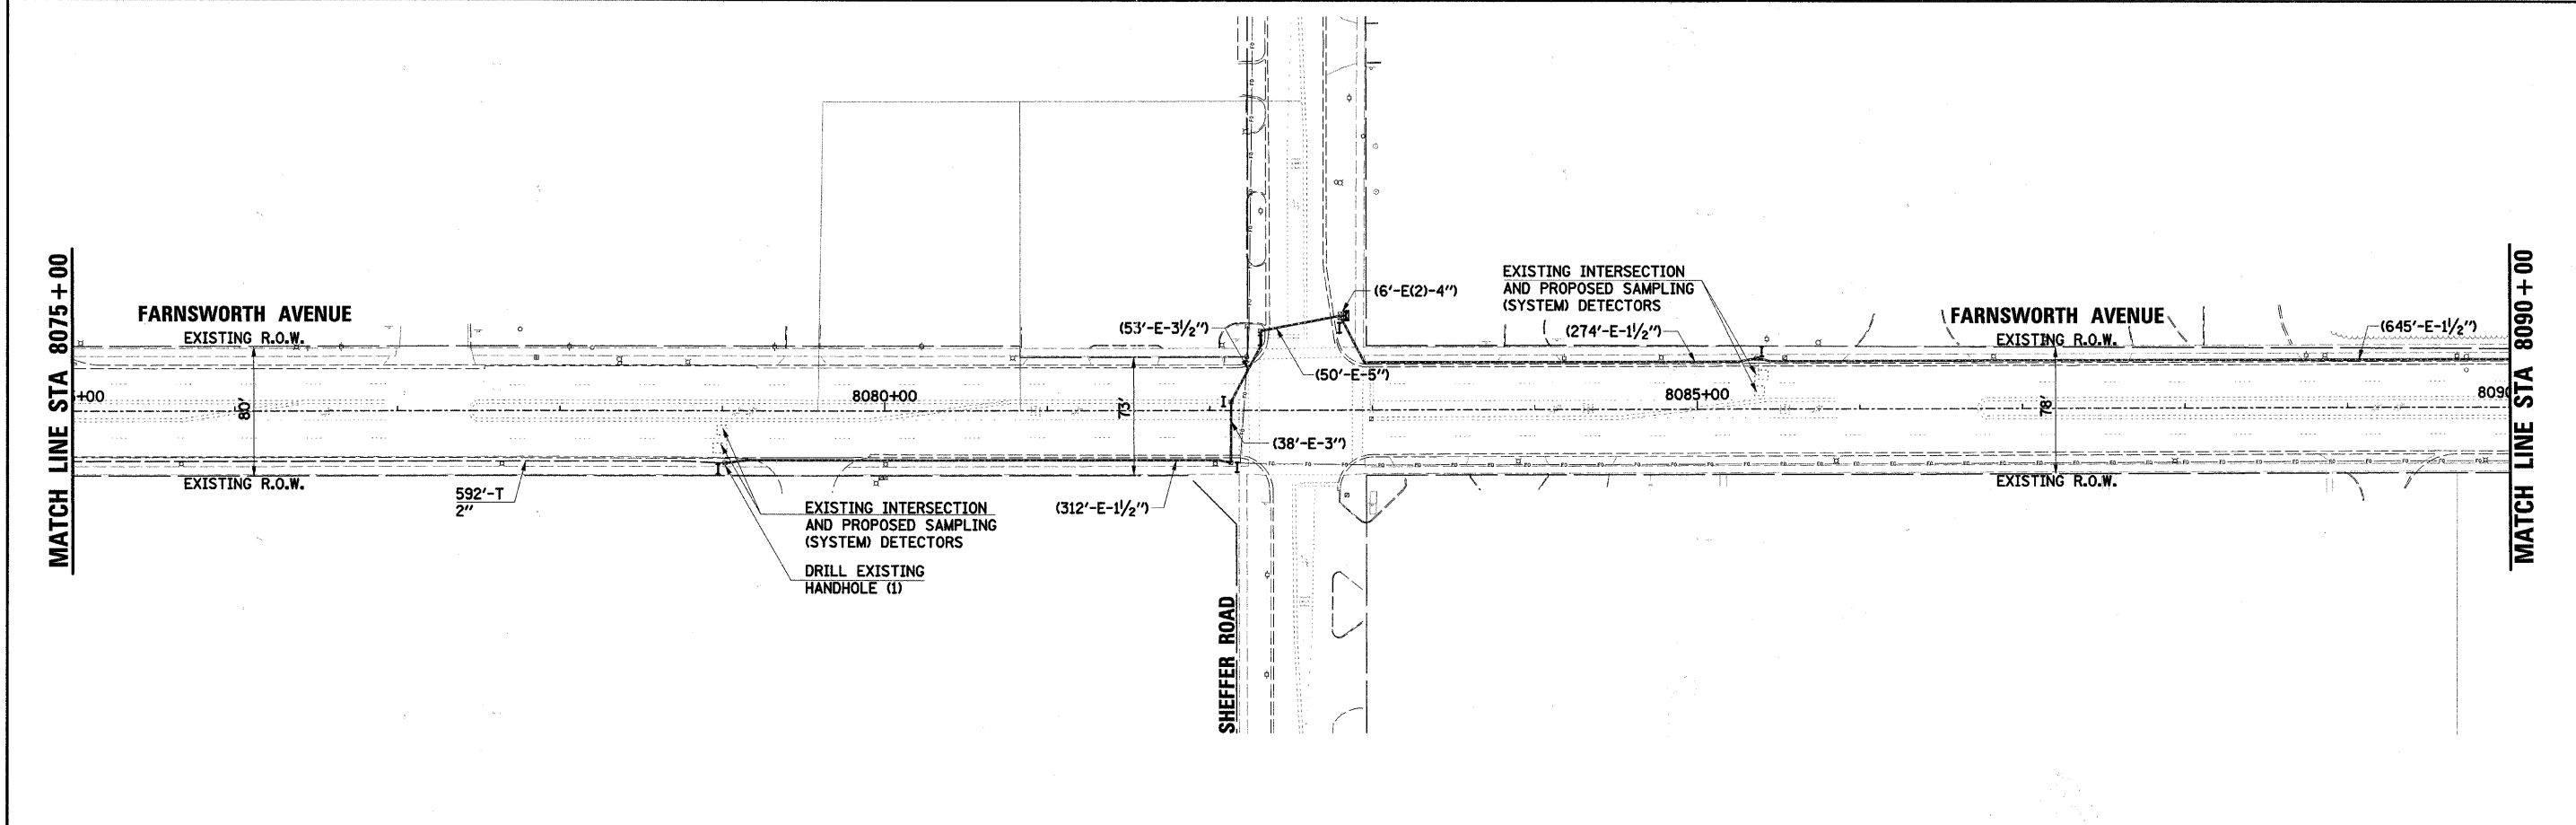 MATCH LINE STA 8075+00
FARNSWORTH AVENUE
EXISTING R.O.W.
80'
+00
EXISTING R.O.W.
592'-T
2"
EXISTING INTERSECTION
AND PROPOSED SAMPLING
(SYSTEM) DETECTORS
DRILL EXISTING
HANDHOLE (1)
8080+00
73'
(312'-E-1½")
(53'-E-3½")
(38'-E-3")
(50'-E-5")
(6'-E(2)-4")
SHEFFER ROAD
EXISTING INTERSECTION
AND PROPOSED SAMPLING
(SYSTEM) DETECTORS
(274'-E-1½")
8085+00
FARNSWORTH AVENUE
EXISTING R.O.W.
78'
EXISTING R.O.W.
(645'-E-1½")
8090
MATCH LINE STA 8090+00